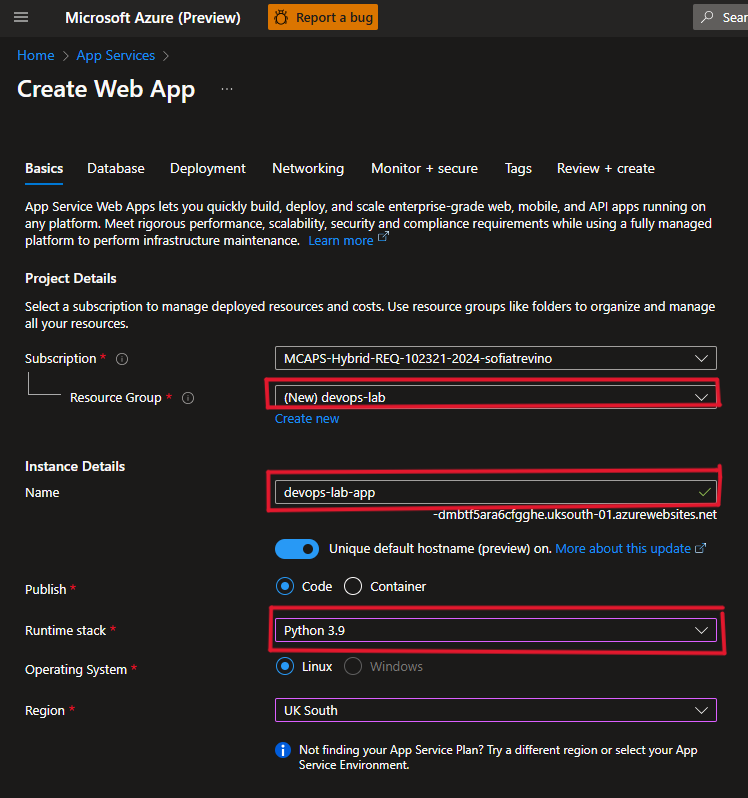 Microsoft Azure (Preview)
Report a bug
Sear
Home > App Services >
Create Web App ...
Basics Database Deployment Networking Monitor + secure Tags Review + create
App Service Web Apps lets you quickly build, deploy, and scale enterprise-grade web, mobile, and API apps running on
any platform. Meet rigorous performance, scalability, security and compliance requirements while using a fully managed
platform to perform infrastructure maintenance. Learn more
Project Details
Select a subscription to manage deployed resources and costs. Use resource groups like folders to organize and manage
all your resources.
Subscription * MCAPS-Hybrid-REQ-102321-2024-sofiatrevino
Resource Group * (New) devops-lab
Create new
Instance Details
Name devops-lab-app
-dmbtf5ara6cfgghe.uksouth-01.azurewebsites.net
Unique default hostname (preview) on. More about this update
Publish * Code Container
Runtime stack * Python 3.9
Operating System * Linux Windows
Region * UK South
Not finding your App Service Plan? Try a different region or select your App
Service Environment.